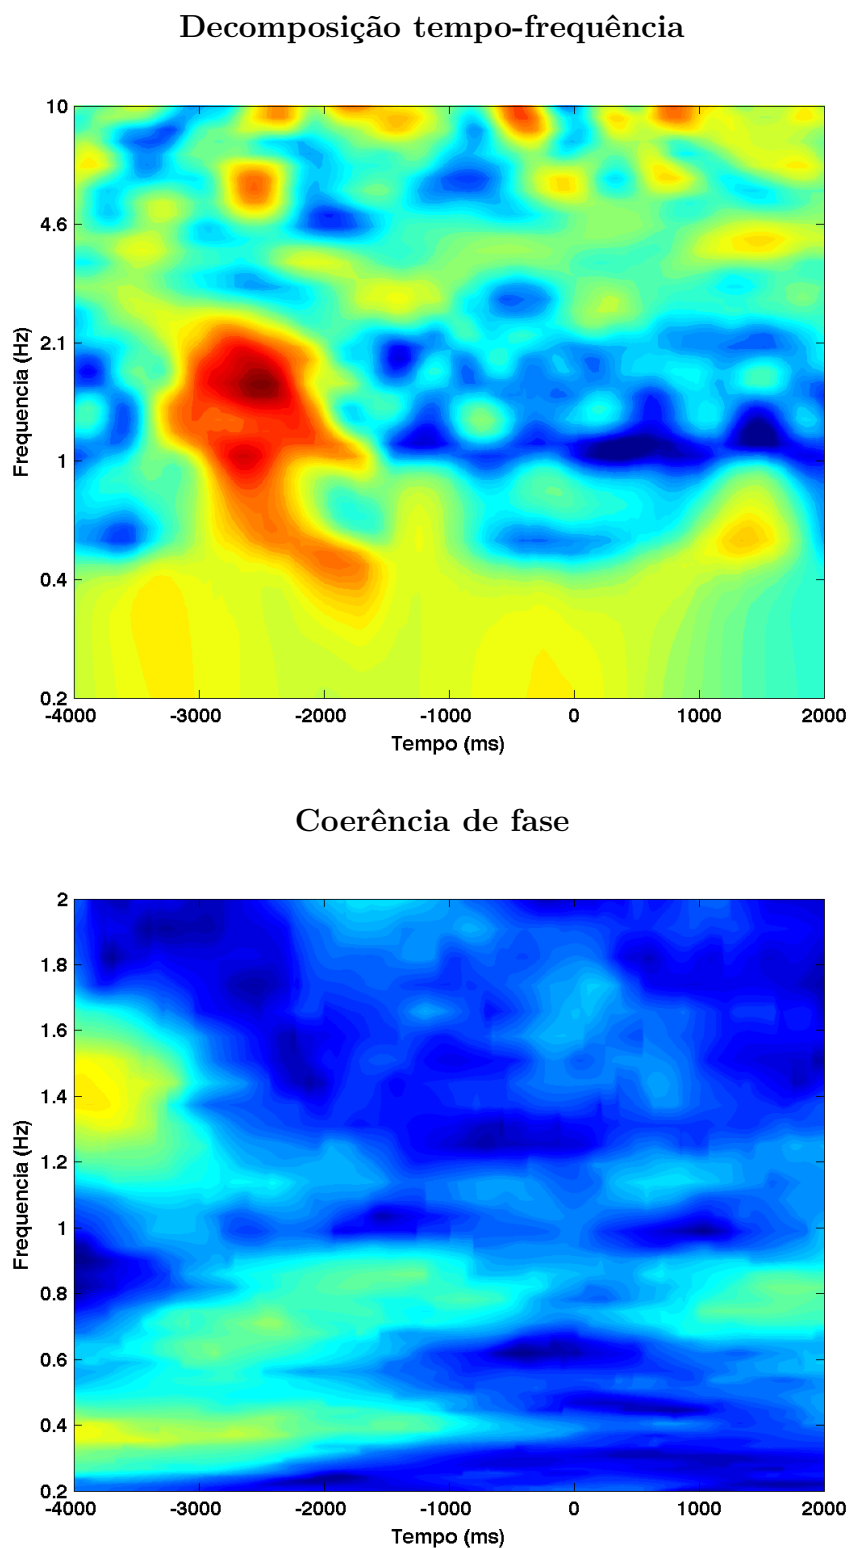 Decomposição tempo-frequência
10
4.6
2.1
1
0.4
0.2
Frequencia (Hz)
-4000 -3000 -2000 -1000 0 1000 2000
Tempo (ms)
Coerência de fase
2
1.8
1.6
1.4
1.2
1
0.8
0.6
0.4
0.2
Frequencia (Hz)
-4000 -3000 -2000 -1000 0 1000 2000
Tempo (ms)